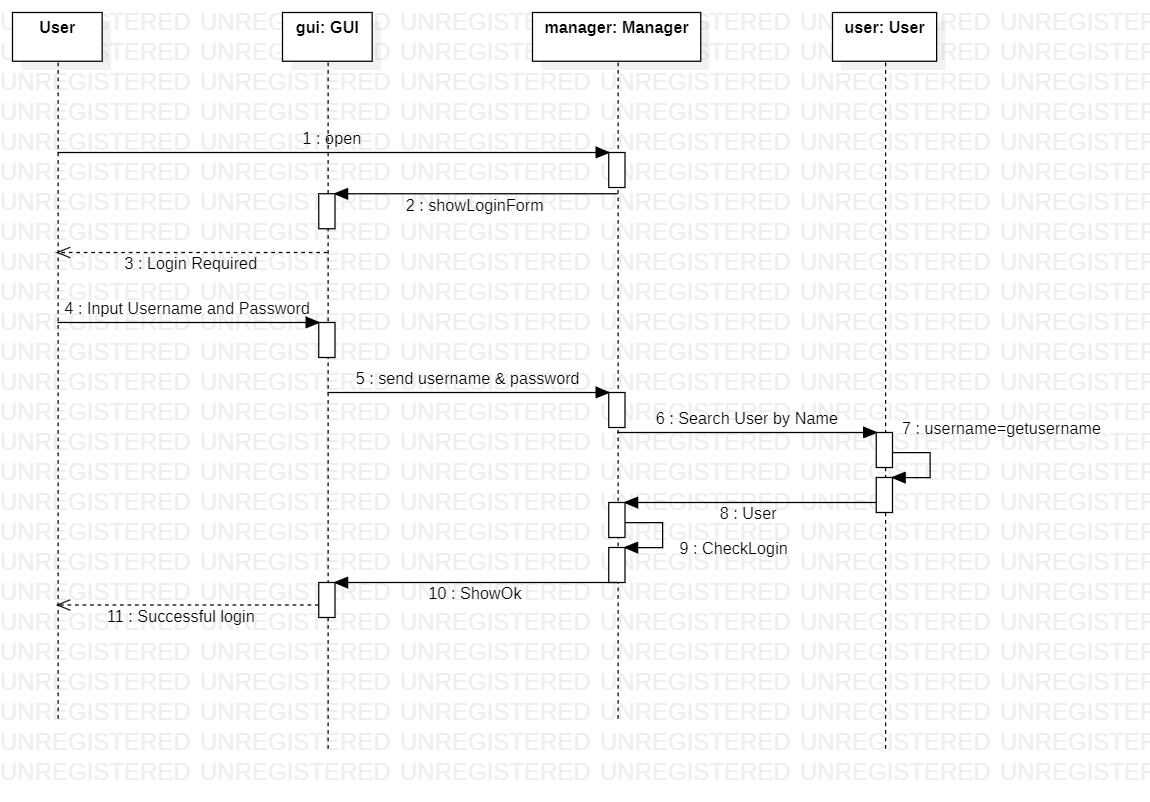 User
gui: GUI
manager: Manager
user: User
1 : open
2 : showLoginForm
3 : Login Required
4 : Input Username and Password
5 : send username & password
6 : Search User by Name
7 : username=getusername
8 : User
9 : CheckLogin
10 : ShowOk
11 : Successful login
UNREGISTERED